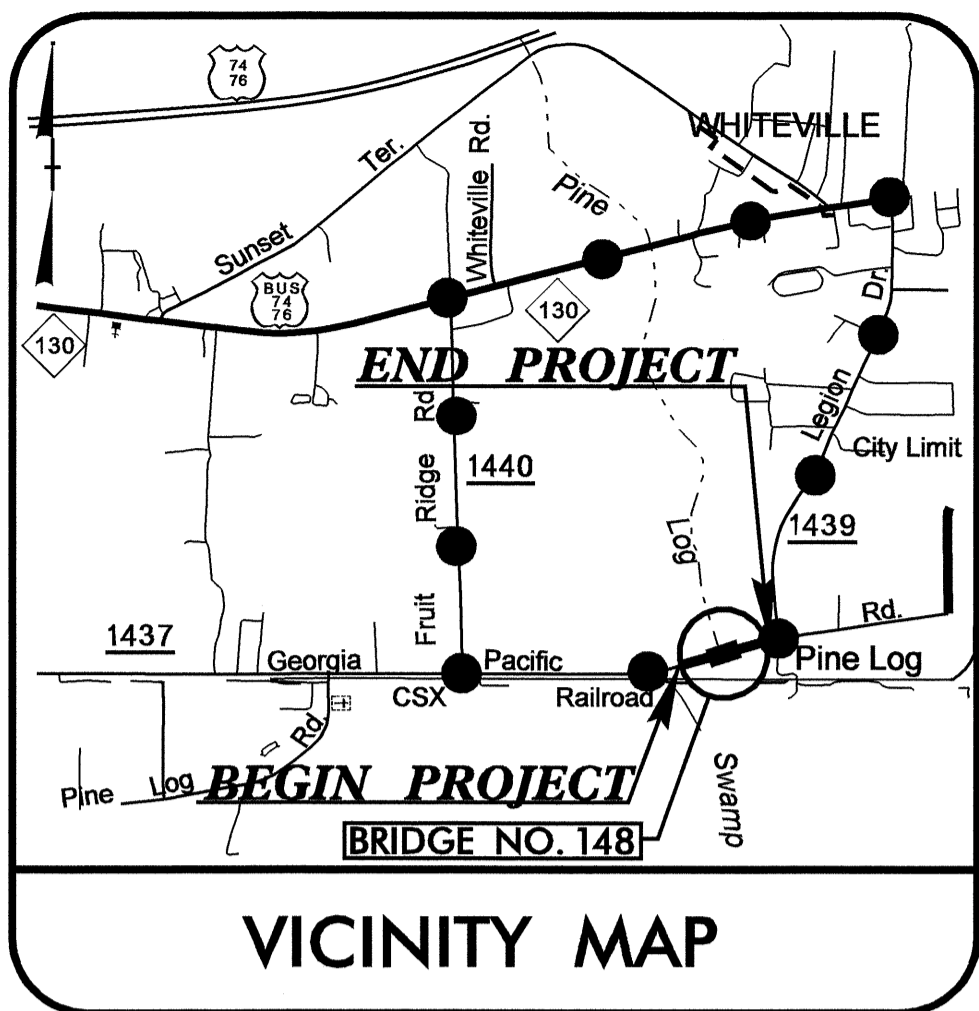 74
76
WHITEVILLE
Sunset Ter.
Whiteville Rd.
Pine
BUS
74
76
130
130
END PROJECT
Legion Dr.
City Limit
1440
Fruit Ridge Rd
Log
1439
1437
Rd.
Georgia Pacific
Pine Log
CSX Railroad
Pine Log Rd.
BEGIN PROJECT
Swamp
BRIDGE NO. 148
VICINITY MAP